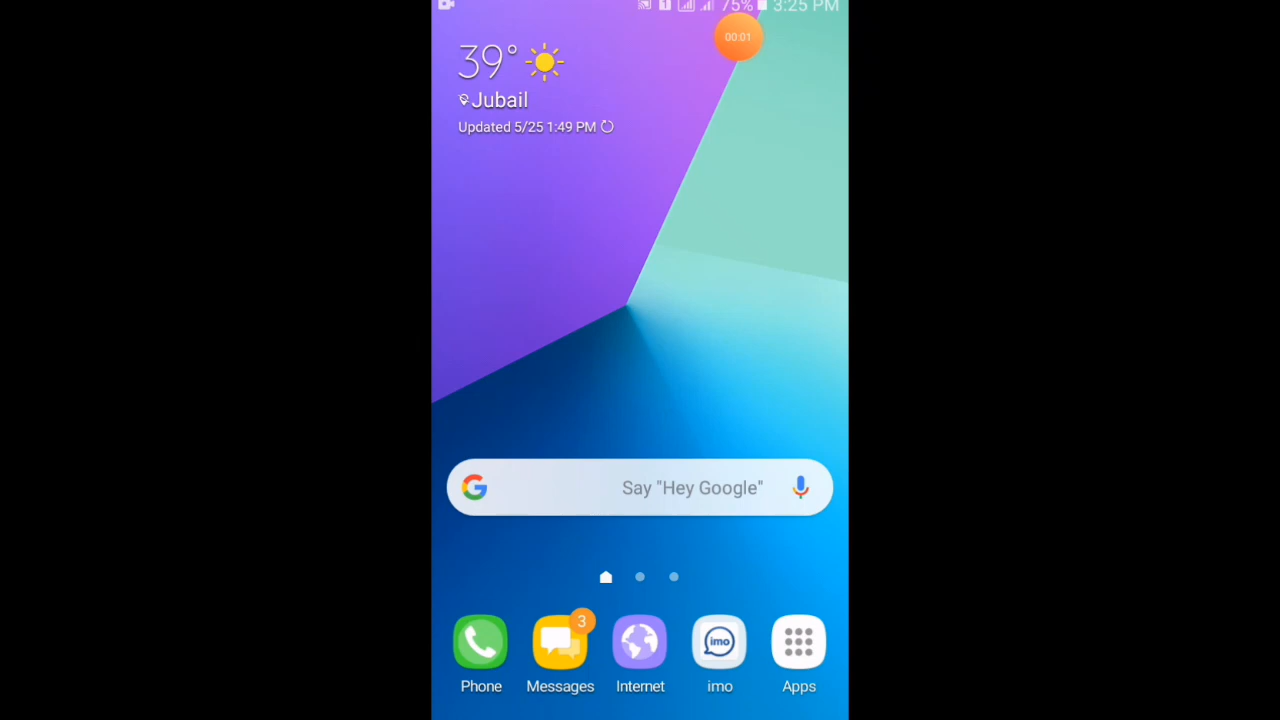 75% 3:25 PM
00:01
39°
Jubail
Updated 5/25 1:49 PM
Say "Hey Google"
3
Phone
Messages
Internet
imo
imo
Apps